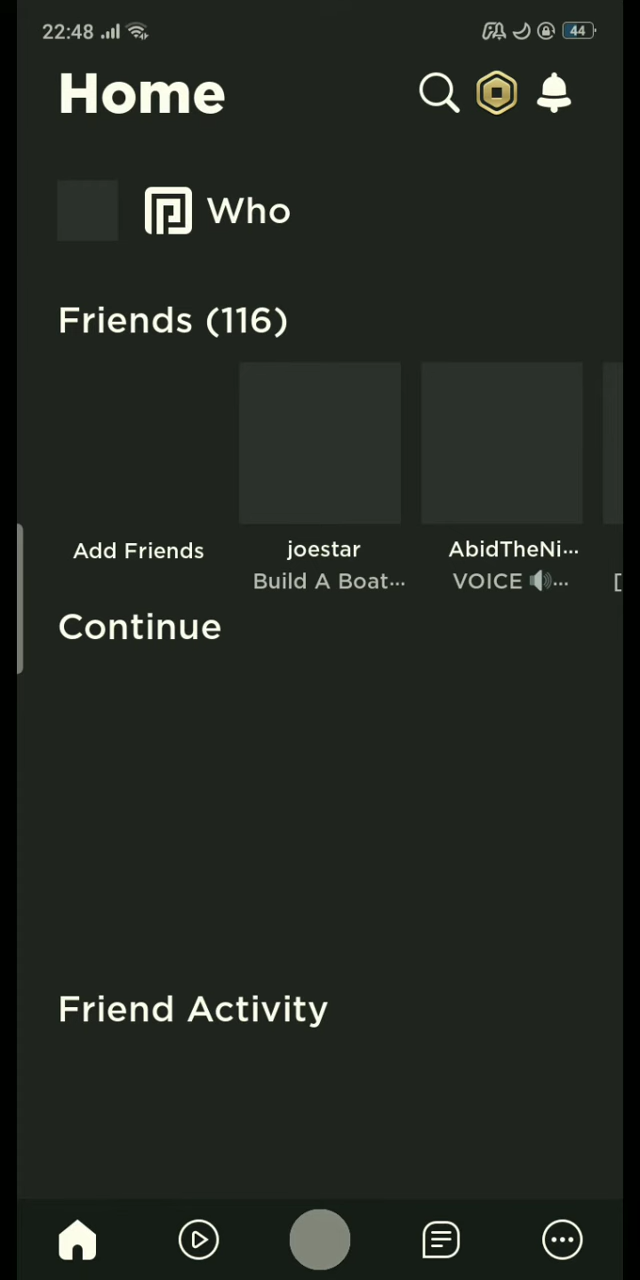 22:48
44
Home
Who
Friends (116)
Add Friends
joestar
AbidTheNi...
Build A Boat...
VOICE 🔊...
[
Continue
Friend Activity